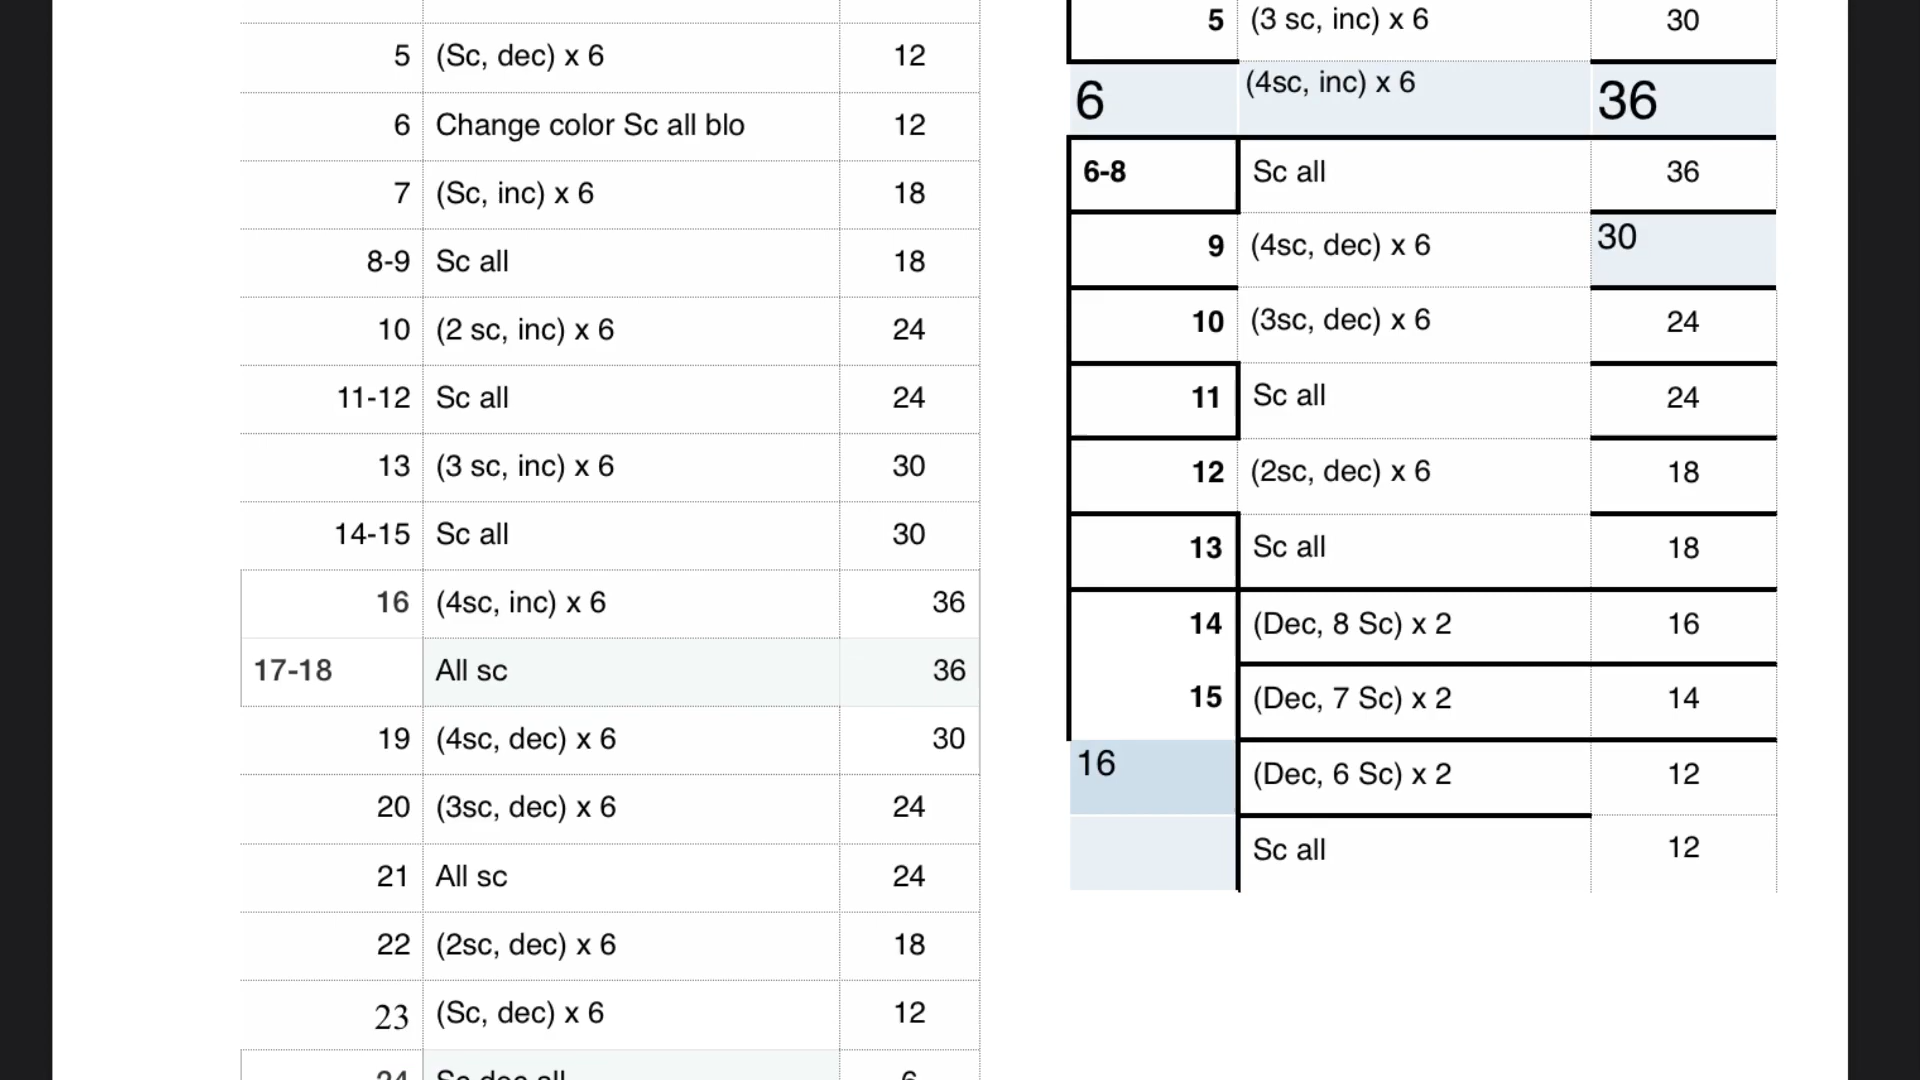 5 (Sc, dec) x 6 12
6 Change color Sc all blo 12
7 (Sc, inc) x 6 18
8-9 Sc all 18
10 (2 sc, inc) x 6 24
11-12 Sc all 24
13 (3 sc, inc) x 6 30
14-15 Sc all 30
16 (4sc, inc) x 6 36
17-18 All sc 36
19 (4sc, dec) x 6 30
20 (3sc, dec) x 6 24
21 All sc 24
22 (2sc, dec) x 6 18
23 (Sc, dec) x 6 12
24 Sc dec all 6
5 (3 sc, inc) x 6 30
6 (4sc, inc) x 6 36
6-8 Sc all 36
9 (4sc, dec) x 6 30
10 (3sc, dec) x 6 24
11 Sc all 24
12 (2sc, dec) x 6 18
13 Sc all 18
14 (Dec, 8 Sc) x 2 16
15 (Dec, 7 Sc) x 2 14
16 (Dec, 6 Sc) x 2 12
Sc all 12